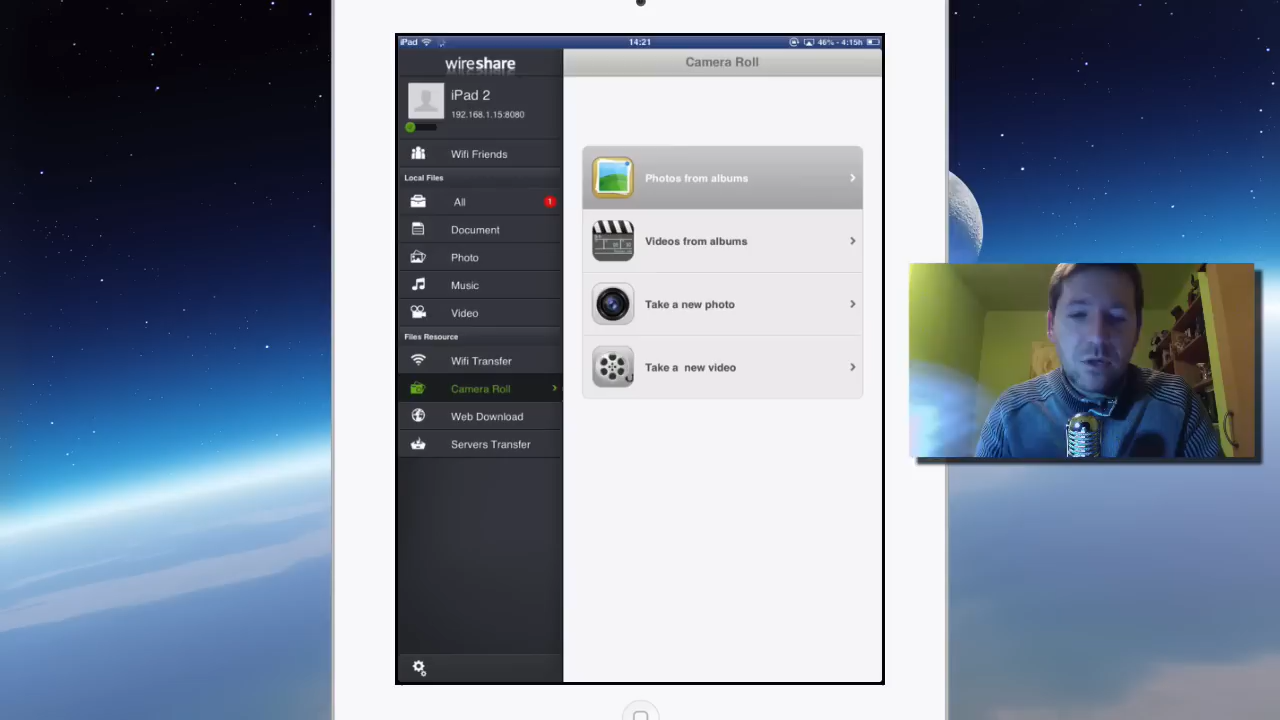 iPad 14:21 46% - 4:15h
wireshare
Camera Roll
iPad 2
192.168.1.15:8080
Wifi Friends
Local Files
All 1
Document
Photo
Music
Video
Files Resource
Wifi Transfer
Camera Roll
Web Download
Servers Transfer
Photos from albums
Videos from albums
Take a new photo
Take a  new video